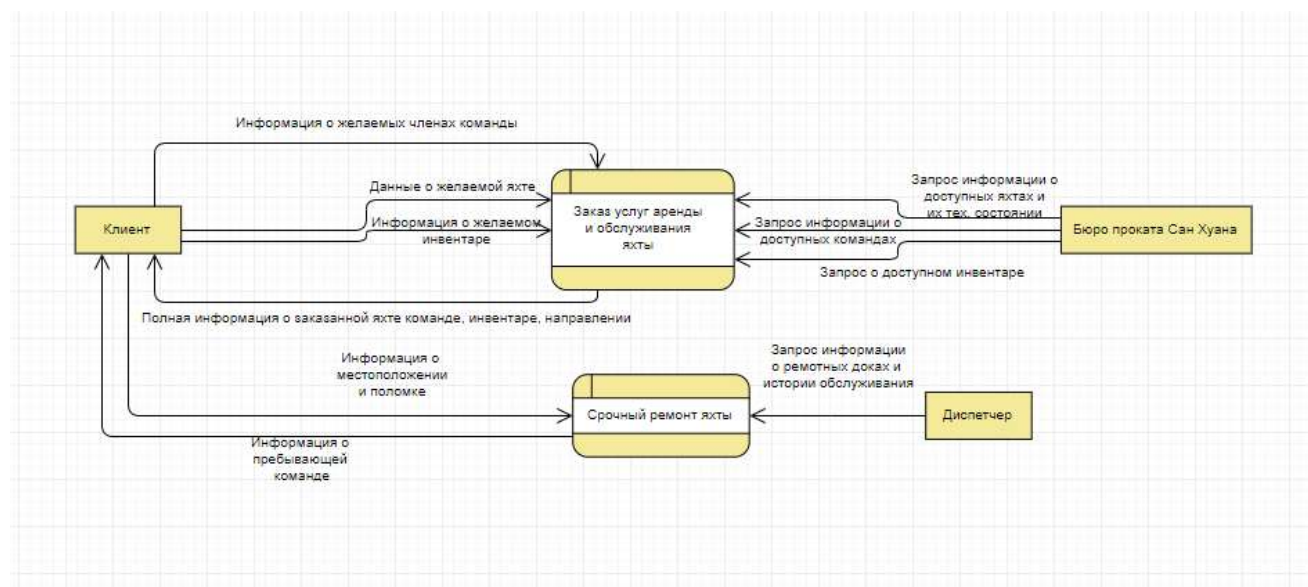 Информация о желаемых членах команды
Данные о желаемой яхте
Информация о желаемом
инвентаре
Клиент
Заказ услуг аренды
и обслуживания
яхты
Запрос информации о
доступных яхтах и
их тех. состоянии
Запрос информации о
доступных командах
Запрос о доступном инвентаре
Бюро проката Сан Хуана
Полная информация о заказанной яхте команде, инвентаре, направлении
Информация о
местоположении
и поломке
Запрос информации
о ремотных доках и
истории обслуживания
Срочный ремонт яхты
Диспетчер
Информация о
пребывающей
команде